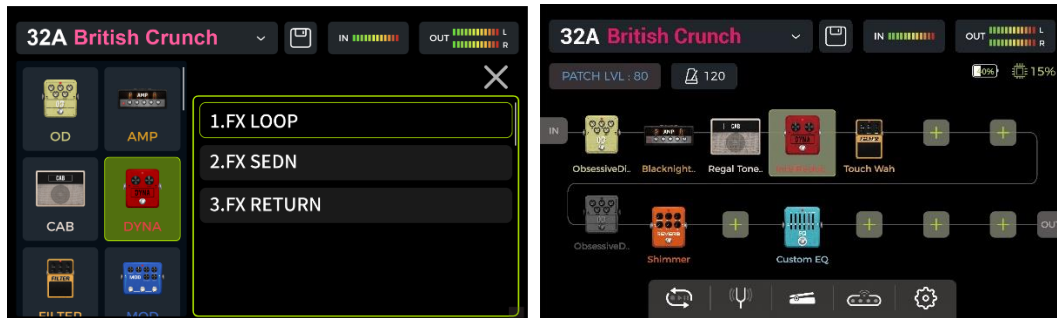 32A British Crunch
IN
OUT
L
R
OD
AMP
CAB
DYNA
FILTER
MOD
1.FX LOOP
2.FX SEDN
3.FX RETURN
32A British Crunch
IN
OUT
L
R
PATCH LVL : 80
120
15%
IN
ObsessiveDi..
Blacknight..
Regal Tone..
Touch Wah
ObsessiveD..
Shimmer
Custom EQ
OU